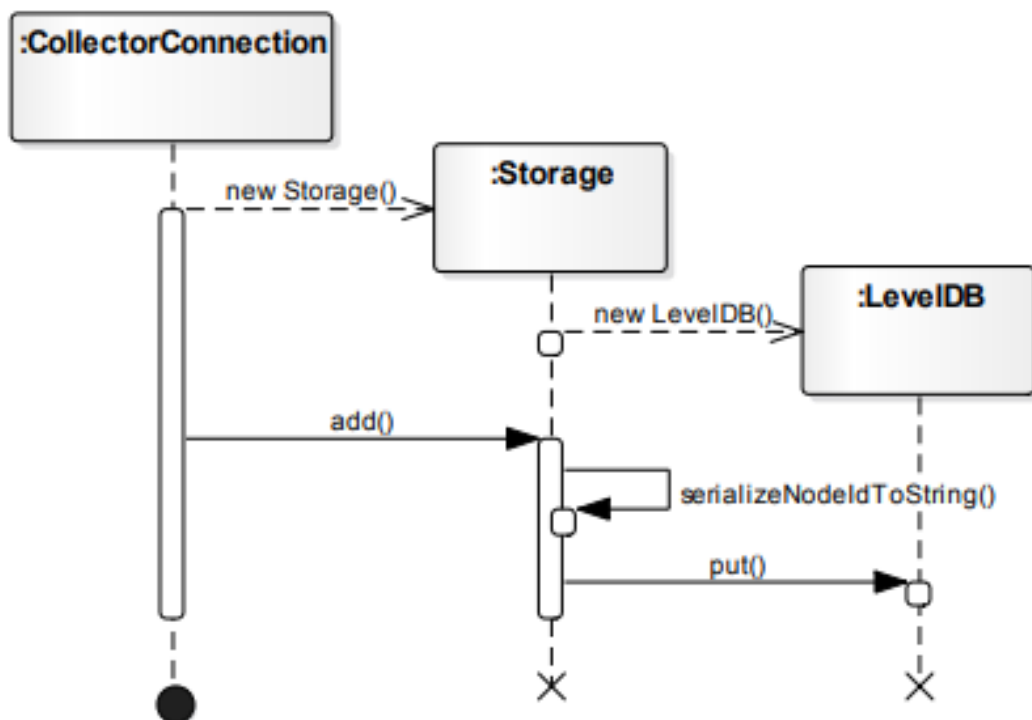 :CollectorConnection
:Storage
new Storage()
:LevelDB
new LevelDB()
add()
serializeNodeIdToString()
put()